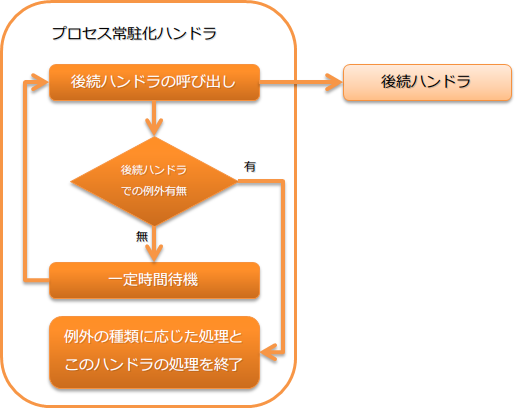 プロセス常駐化ハンドラ
後続ハンドラの呼び出し
後続ハンドラ
後続ハンドラ
での例外有無
有
無
一定時間待機
例外の種類に応じた処理と
このハンドラの処理を終了